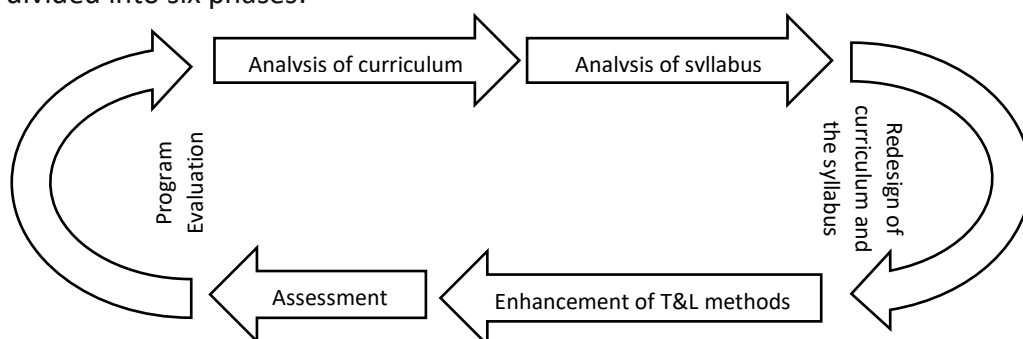 divided into six phases.
Analysis of curriculum
Analysis of syllabus
Redesign of
curriculum and
the syllabus
Enhancement of T&L methods
Assessment
Program
Evaluation